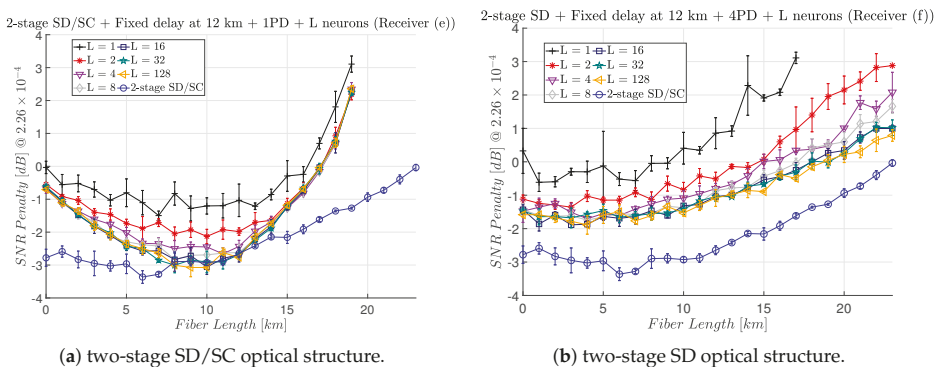 2-stage SD/SC + Fixed delay at 12 km + 1PD + L neurons (Receiver (e))
4
3
2
1
0
-1
-2
-3
-4
SNR Penalty [dB] @ 2.26 × 10⁻⁴
L = 1 L = 16
L = 2 L = 32
L = 4 L = 128
L = 8 2-stage SD/SC
0 5 10 15 20
Fiber Length [km]
(a) two-stage SD/SC optical structure.
2-stage SD + Fixed delay at 12 km + 4PD + L neurons (Receiver (f))
4
3
2
1
0
-1
-2
-3
-4
SNR Penalty [dB] @ 2.26 × 10⁻⁴
L = 1 L = 16
L = 2 L = 32
L = 4 L = 128
L = 8 2-stage SD/SC
0 5 10 15 20
Fiber Length [km]
(b) two-stage SD optical structure.